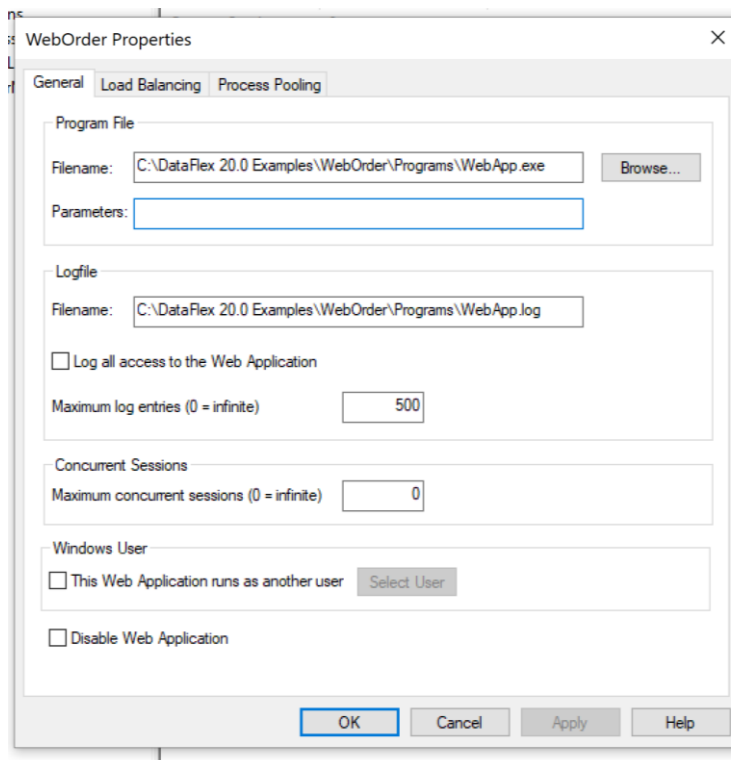 ns
WebOrder Properties
General Load Balancing Process Pooling
Program File
Filename: C:\DataFlex 20.0 Examples\WebOrder\Programs\WebApp.exe Browse...
Parameters:
Logfile
Filename: C:\DataFlex 20.0 Examples\WebOrder\Programs\WebApp.log
Log all access to the Web Application
Maximum log entries (0 = infinite) 500
Concurrent Sessions
Maximum concurrent sessions (0 = infinite) 0
Windows User
This Web Application runs as another user Select User
Disable Web Application
OK Cancel Apply Help